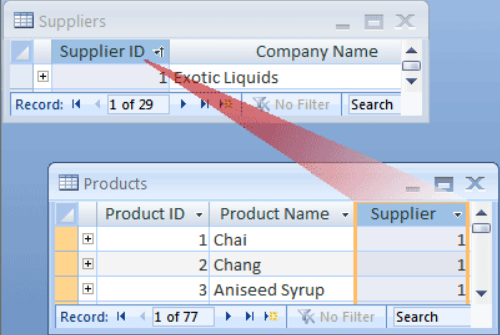 Suppliers
Supplier ID Company Name
1 Exotic Liquids
Record: 1 of 29 No Filter Search
Products
Product ID Product Name Supplier
1 Chai 1
2 Chang 1
3 Aniseed Syrup 1
Record: 1 of 77 No Filter Search